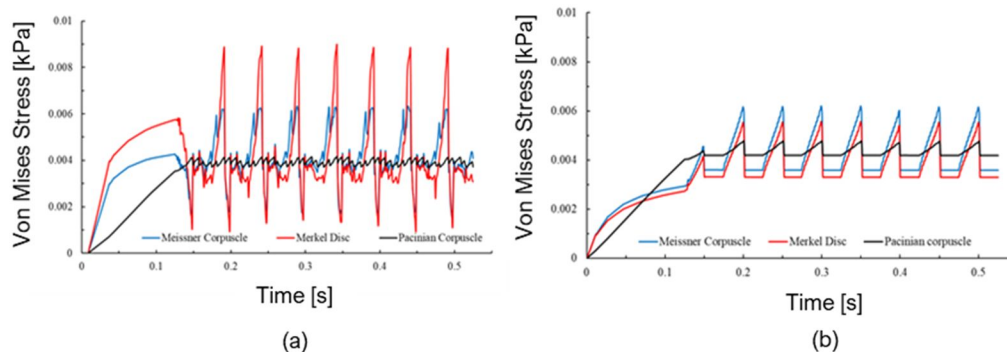 Von Mises Stress [kPa]
0.01
0.008
0.006
0.004
0.002
0
Meissner Corpuscle
Merkel Disc
Pacinian Corpuscle
0 0.1 0.2 0.3 0.4 0.5
Time [s]
(a)
Von Mises Stress [kPa]
0.01
0.008
0.006
0.004
0.002
0
Meissner Corpuscle
Merkel Disc
Pacinian corpuscle
0 0.1 0.2 0.3 0.4 0.5
Time [s]
(b)